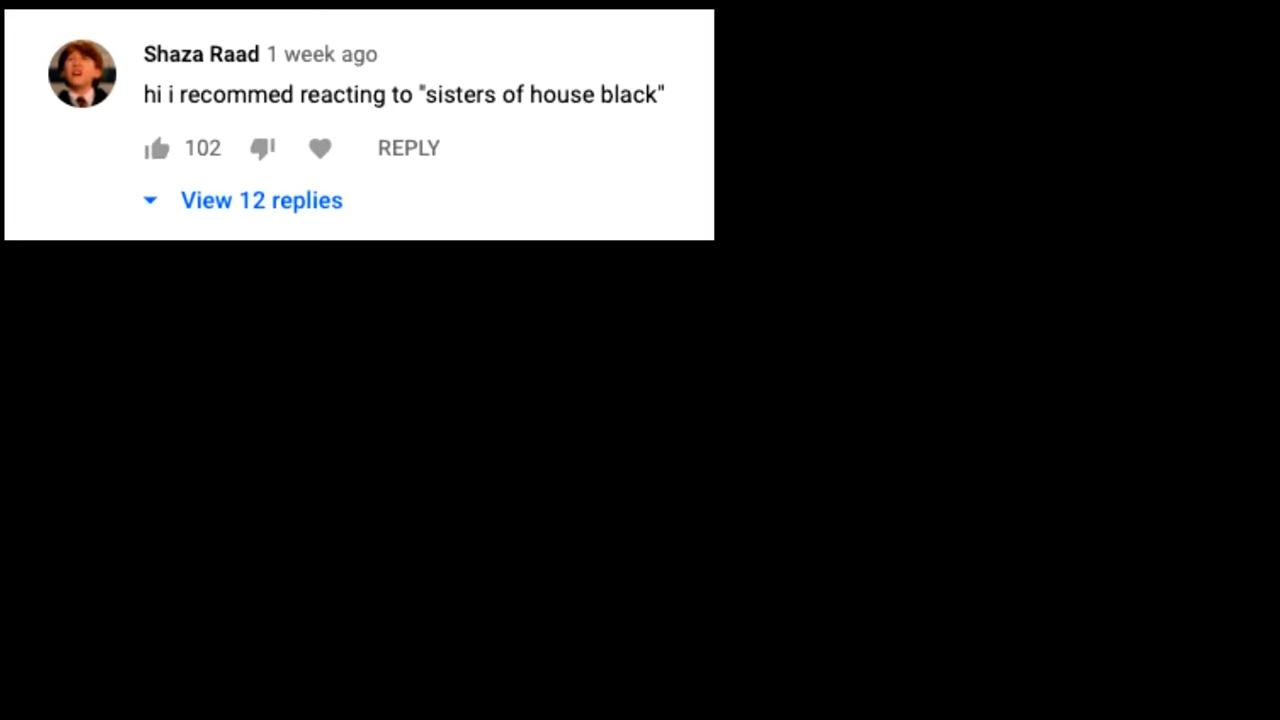 Shaza Raad 1 week ago
hi i recommed reacting to "sisters of house black"
102 REPLY
View 12 replies